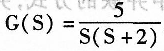 G(S) = 5 / S(S+2)